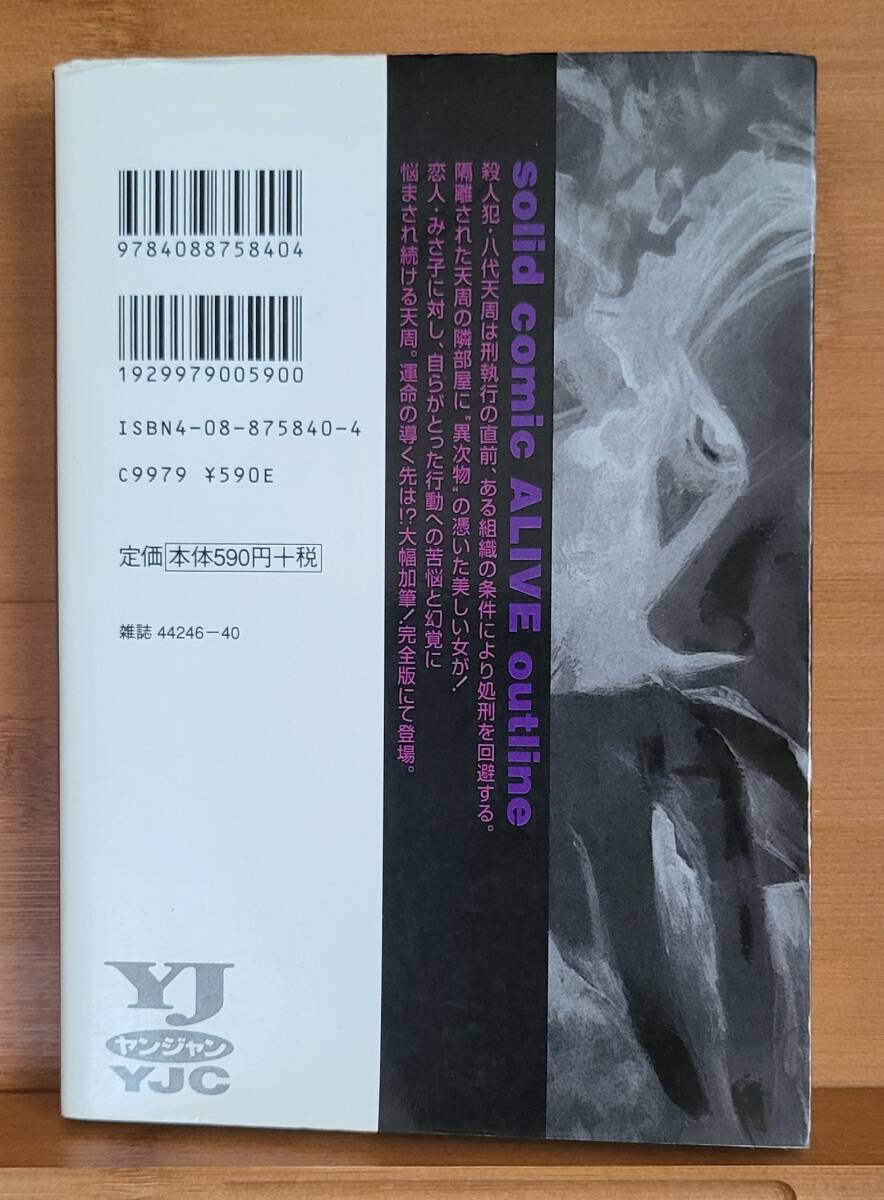 solid comic ALIVE outline
殺人犯・八代天周は刑執行の直前、ある組織の条件により処刑を回避する。
隔離された天周の隣部屋に"異次物"の憑いた美しい女が!
恋人・みさ子に対し、自らがとった行動への苦悩と幻覚に
悩まされ続ける天周。運命の導く先は!?大幅加筆!完全版にて登場。
9784088758404
1929979005900
ISBN4-08-875840-4
C9979 ¥590E
定価 本体590円+税
雑誌 44246-40
YJ
ヤンジャン
YJC